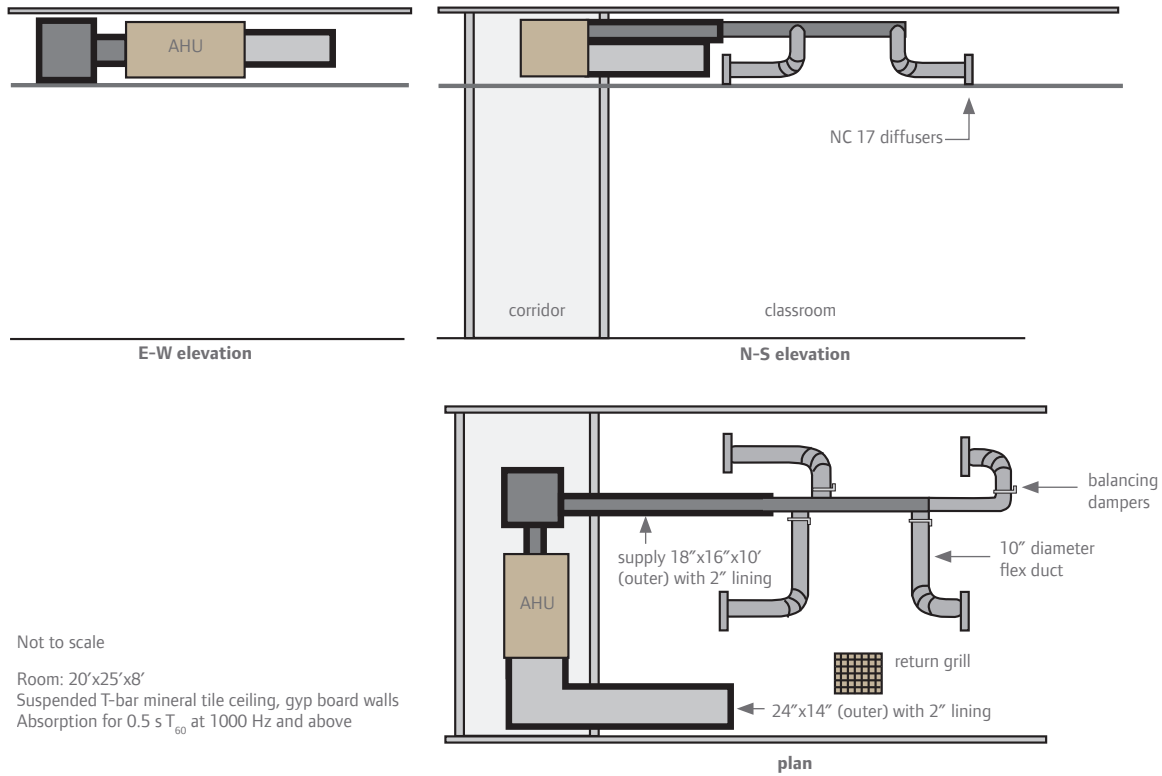 AHU
NC 17 diffusers
corridor
classroom
E-W elevation
N-S elevation
balancing
dampers
supply 18″x16″x10′
(outer) with 2″ lining
10″ diameter
flex duct
AHU
Not to scale
Room: 20′x25′x8′
Suspended T-bar mineral tile ceiling, gyp board walls
Absorption for 0.5 s T60 at 1000 Hz and above
return grill
24″x14″ (outer) with 2″ lining
plan